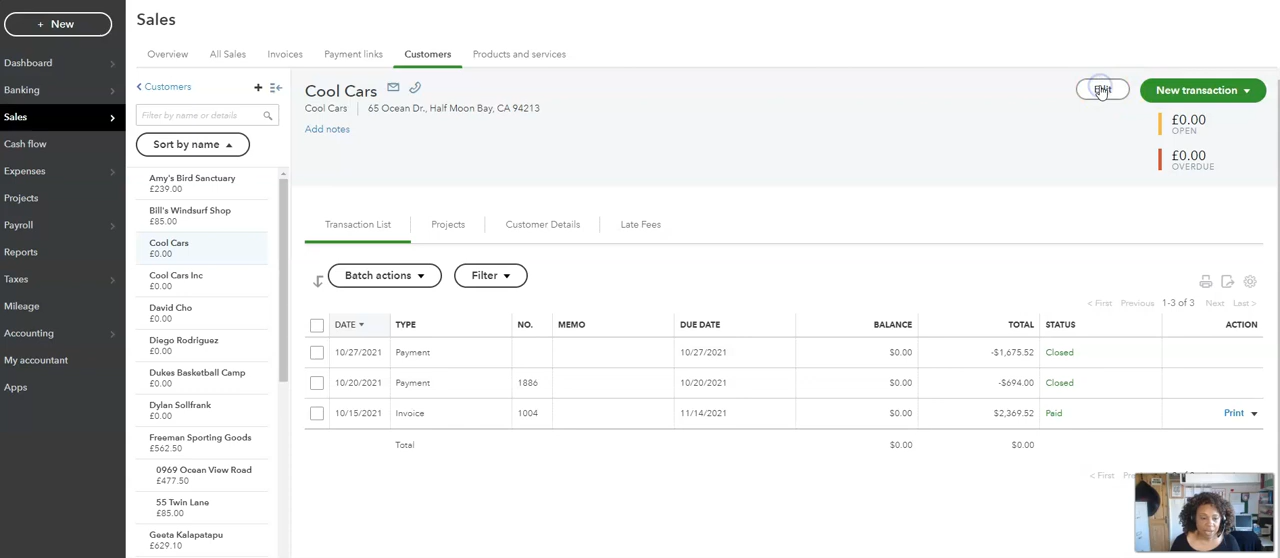 + New
Dashboard
Banking
Sales
Cash flow
Expenses
Projects
Payroll
Reports
Taxes
Mileage
Accounting
My accountant
Apps
Sales
Overview All Sales Invoices Payment links Customers Products and services
Customers +
Filter by name or details
Sort by name
Amy's Bird Sanctuary
£239.00
Bill's Windsurf Shop
£85.00
Cool Cars
£0.00
Cool Cars Inc
£0.00
David Cho
£0.00
Diego Rodriguez
£0.00
Dukes Basketball Camp
£0.00
Dylan Sollfrank
£0.00
Freeman Sporting Goods
£562.50
0969 Ocean View Road
£477.50
55 Twin Lane
£85.00
Geeta Kalapatapu
£629.10
Cool Cars
Cool Cars 65 Ocean Dr., Half Moon Bay, CA 94213
Add notes
New transaction
£0.00
OPEN
£0.00
OVERDUE
Transaction List Projects Customer Details Late Fees
Batch actions Filter
< First Previous 1-3 of 3 Next Last >
DATE TYPE NO. MEMO DUE DATE BALANCE TOTAL STATUS ACTION
10/27/2021 Payment 10/27/2021 $0.00 -$1,675.52 Closed
10/20/2021 Payment 1886 10/20/2021 $0.00 -$694.00 Closed
10/15/2021 Invoice 1004 11/14/2021 $0.00 $2,369.52 Paid Print
Total $0.00 $0.00
< First